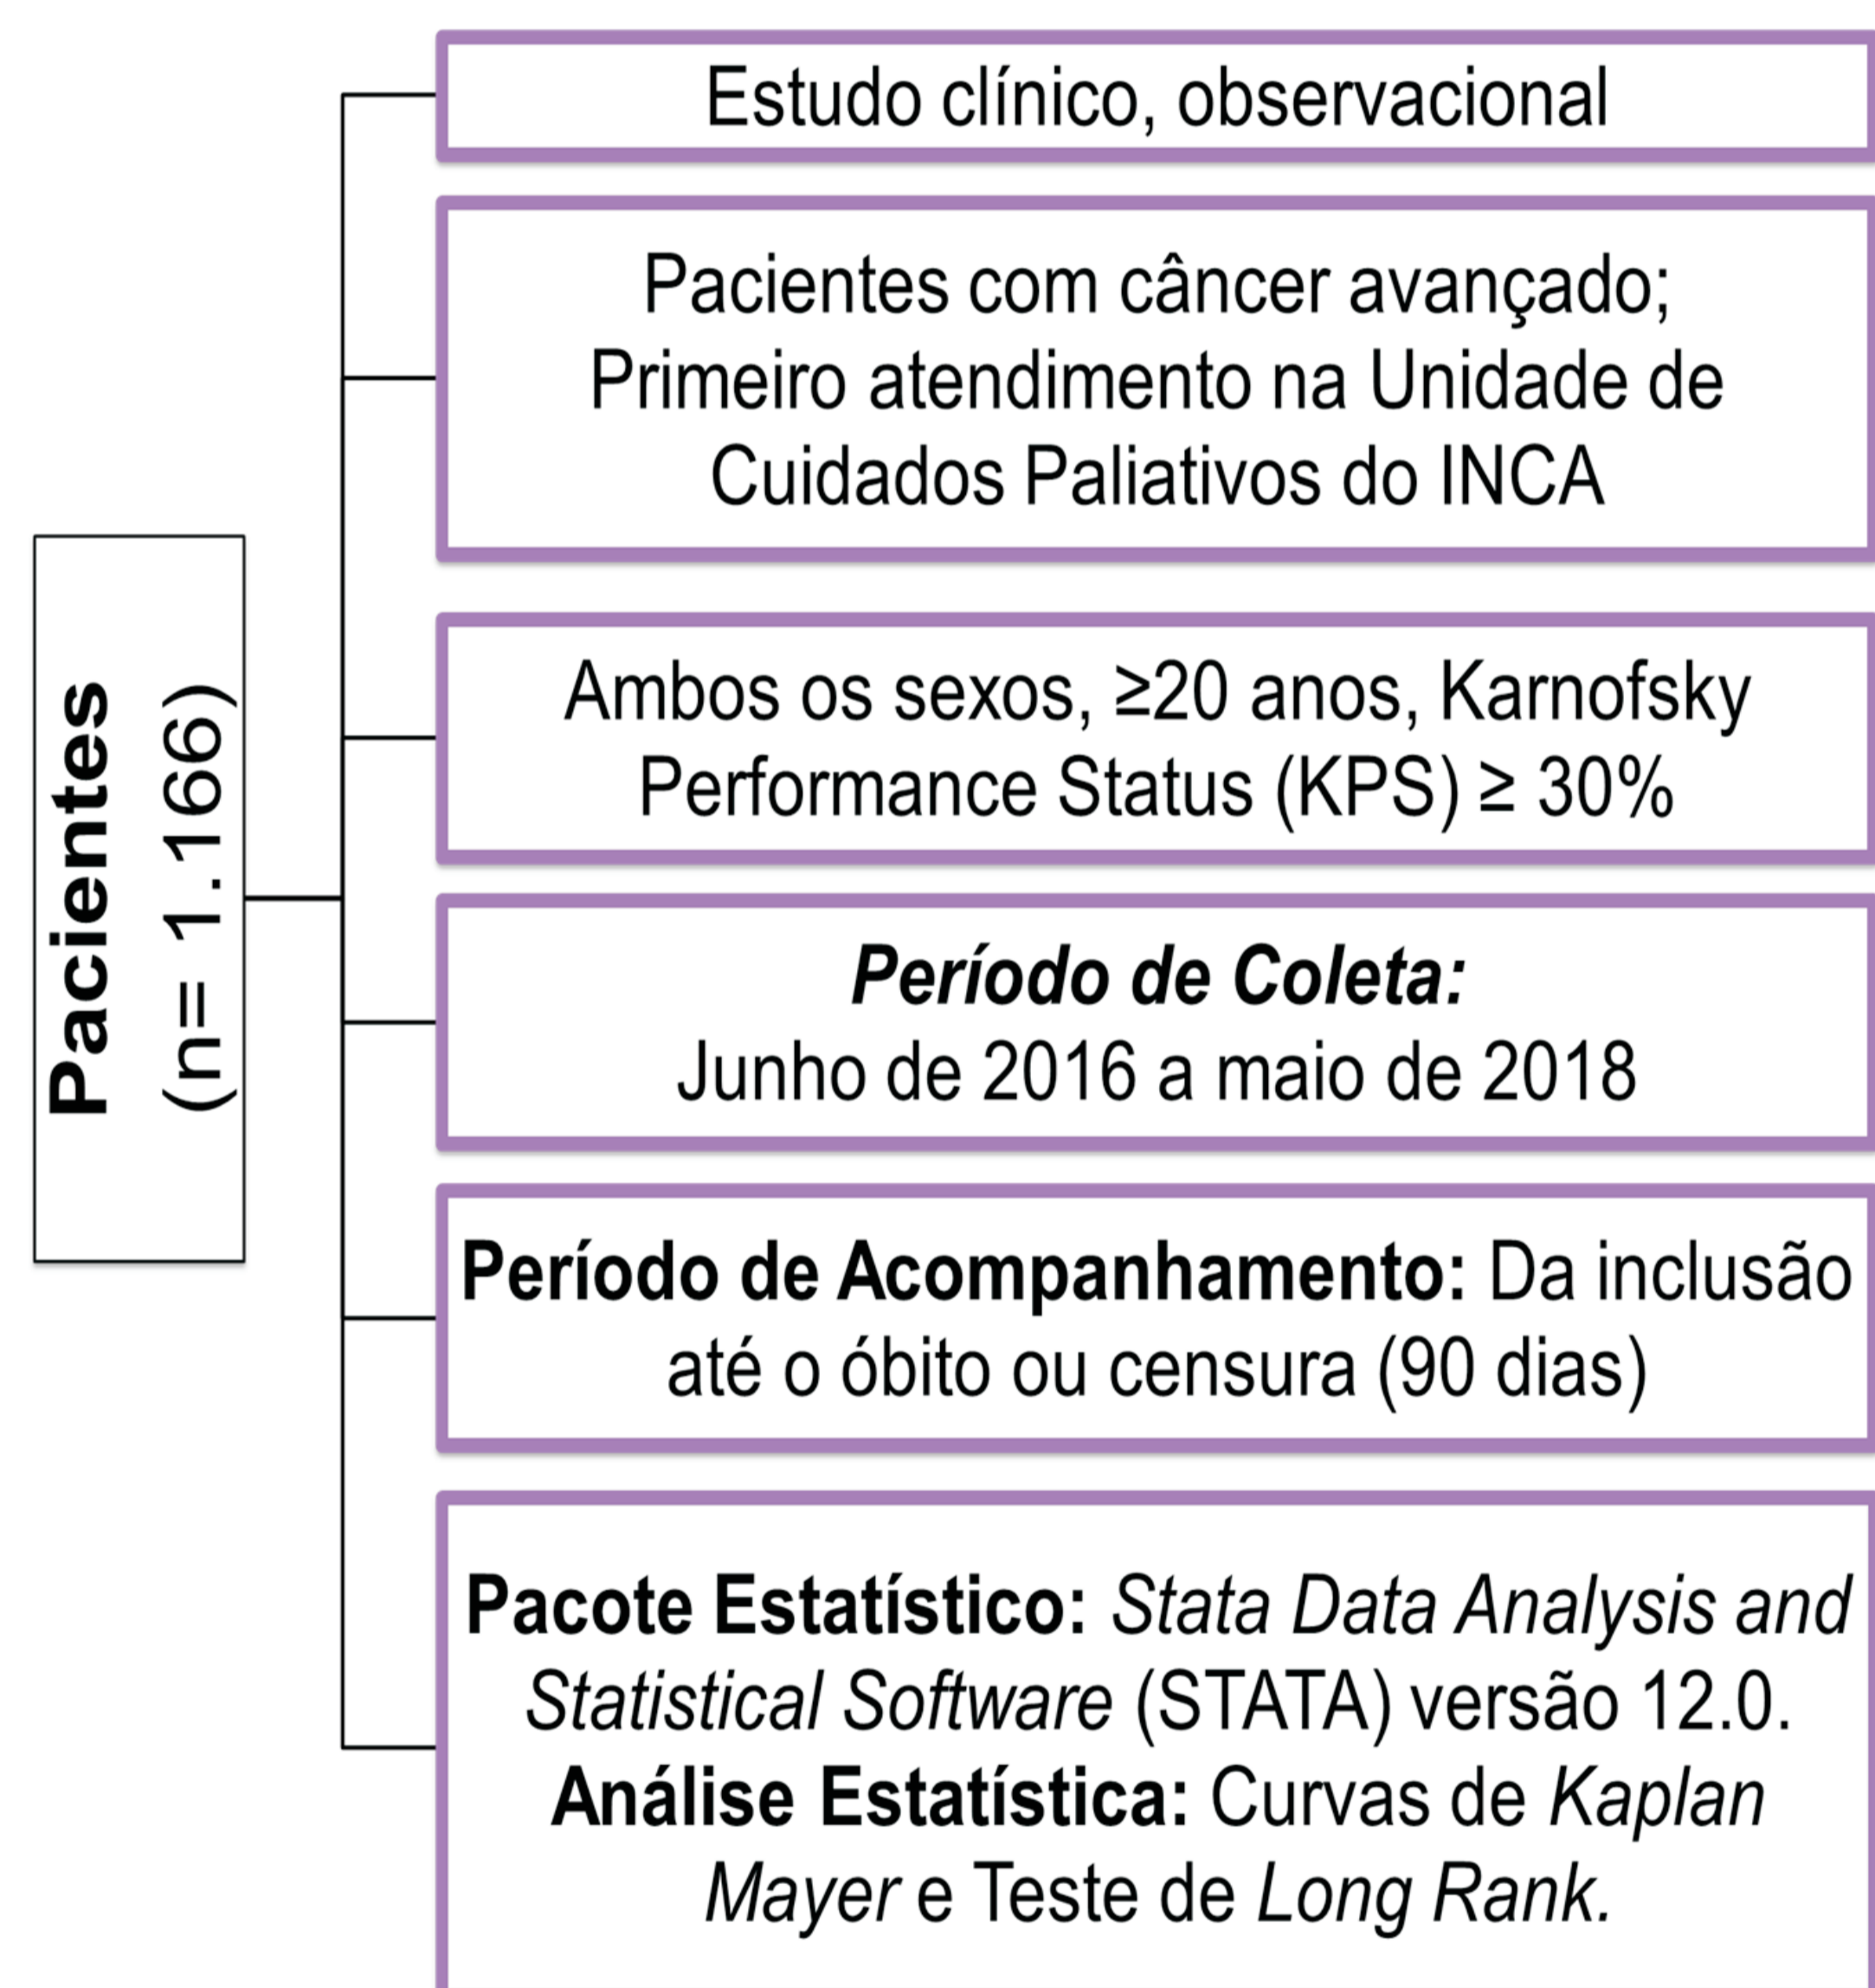 Pacientes
(n= 1.166)
Estudo clínico, observacional
Pacientes com câncer avançado;
Primeiro atendimento na Unidade de
Cuidados Paliativos do INCA
Ambos os sexos, ≥20 anos, Karnofsky
Performance Status (KPS) ≥ 30%
Período de Coleta:
Junho de 2016 a maio de 2018
Período de Acompanhamento: Da inclusão
até o óbito ou censura (90 dias)
Pacote Estatístico: Stata Data Analysis and
Statistical Software (STATA) versão 12.0.
Análise Estatística: Curvas de Kaplan
Mayer e Teste de Long Rank.